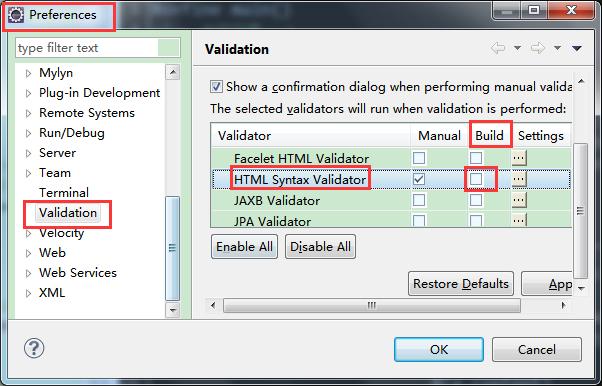 Preferences
type filter text
Mylyn
Plug-in Development
Remote Systems
Run/Debug
Server
Team
Terminal
Validation
Velocity
Web
Web Services
XML
Validation
Show a confirmation dialog when performing manual valida
The selected validators will run when validation is performed:
Validator Manual Build Settings
Facelet HTML Validator ...
HTML Syntax Validator ...
JAXB Validator ...
JPA Validator ...
Enable All Disable All
Restore Defaults App
? OK Cancel